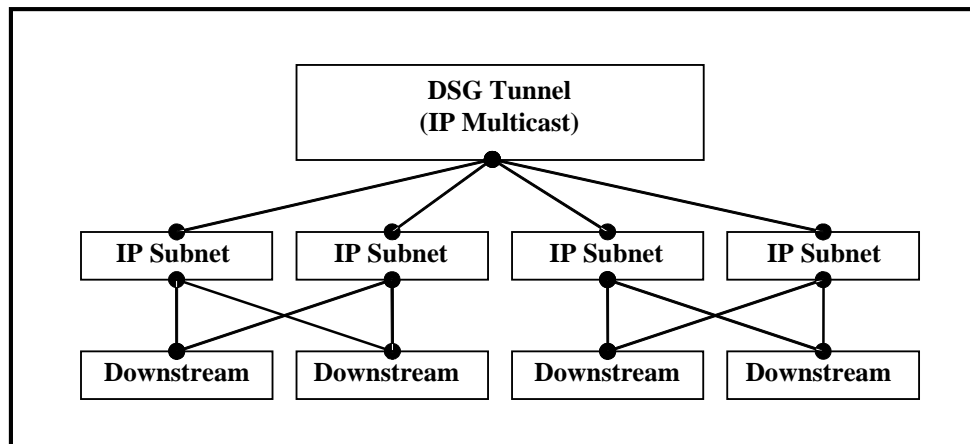 DSG Tunnel
(IP Multicast)
IP Subnet
IP Subnet
IP Subnet
IP Subnet
Downstream
Downstream
Downstream
Downstream